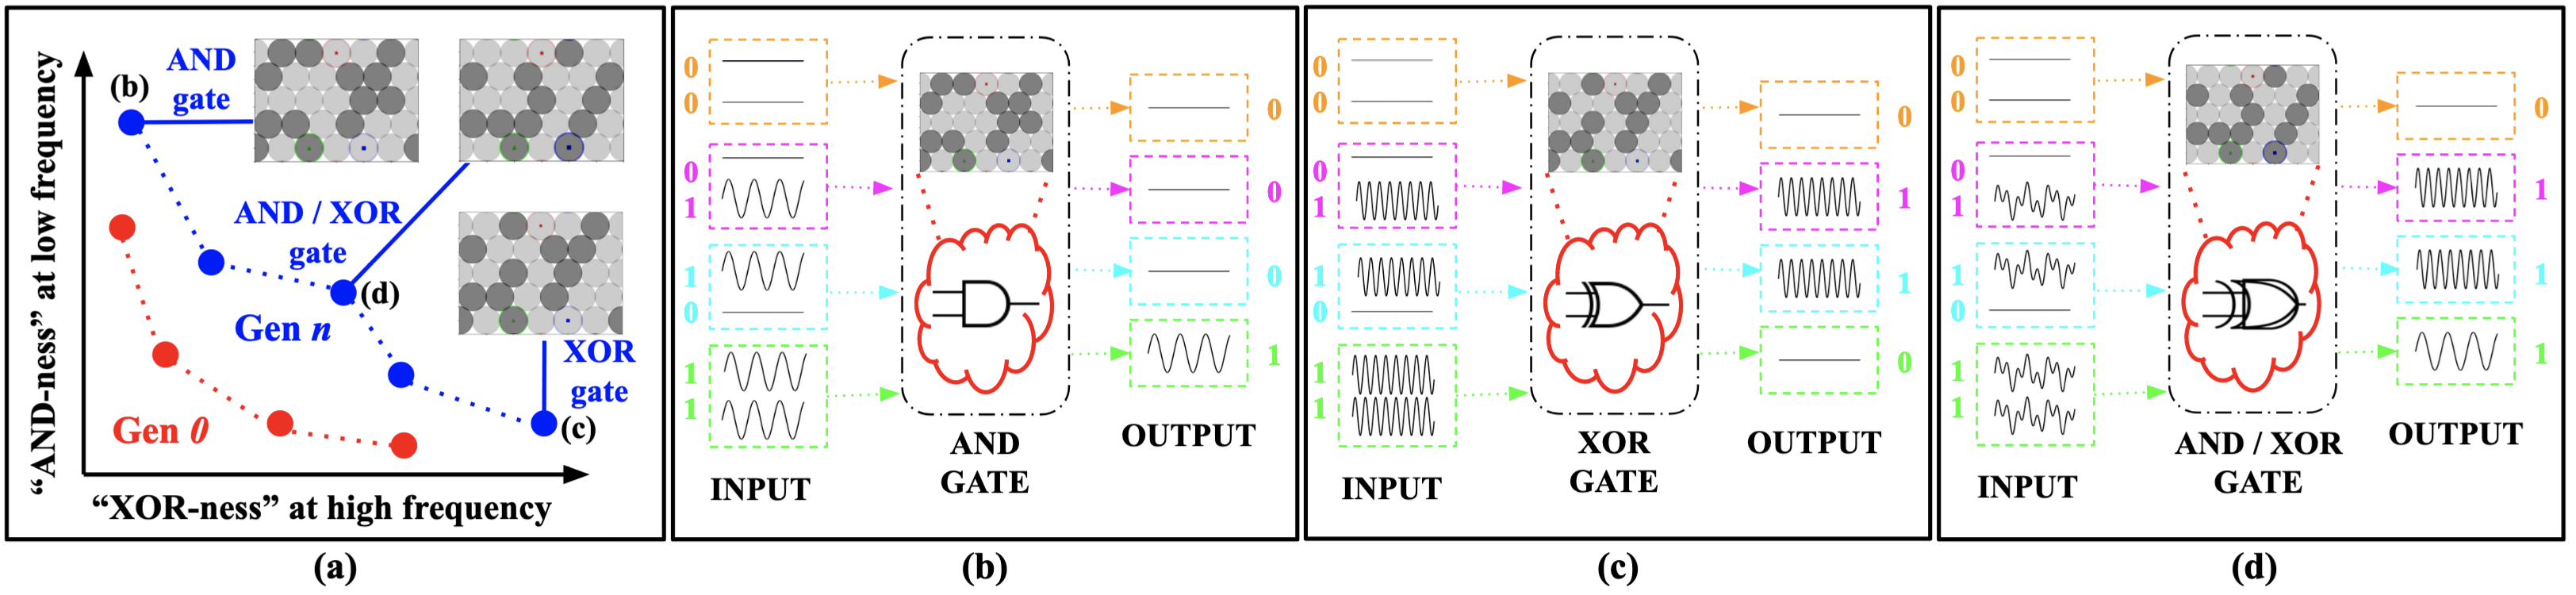 “AND-ness” at low frequency
(b)
AND
gate
AND / XOR
gate
(d)
Gen n
Gen 0
XOR
gate
(c)
“XOR-ness” at high frequency
(a)
0
0
0
1
1
0
1
1
INPUT
AND
GATE
0
0
0
1
OUTPUT
(b)
0
0
0
1
1
0
1
1
INPUT
XOR
GATE
0
1
1
0
OUTPUT
(c)
0
0
0
1
1
0
1
1
INPUT
AND / XOR
GATE
0
1
1
1
OUTPUT
(d)